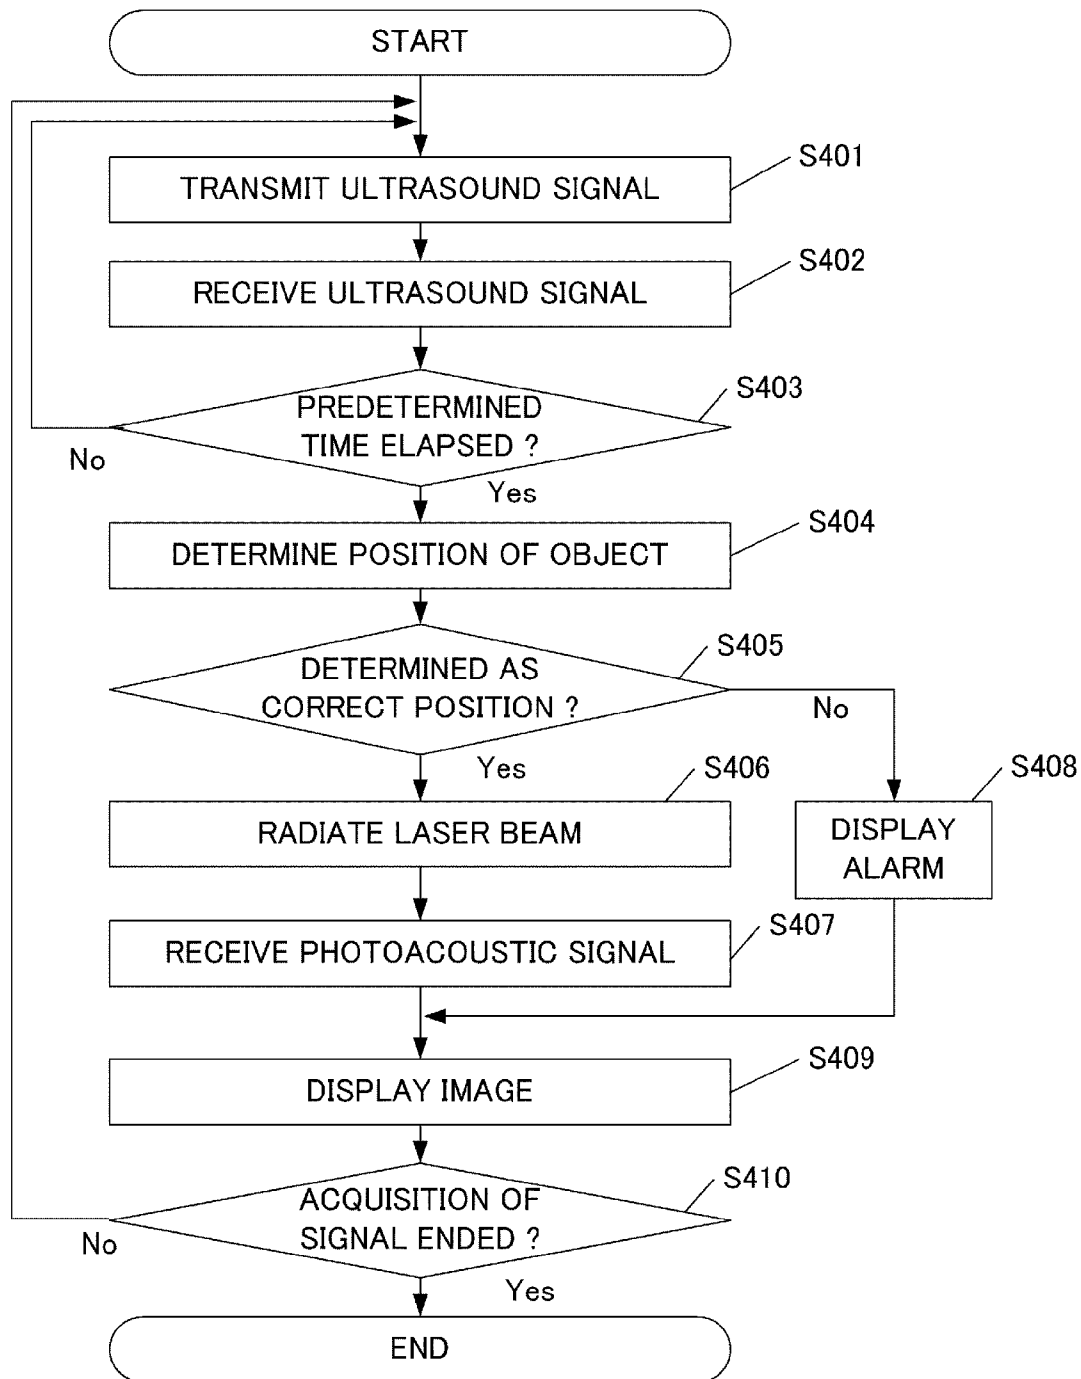 START
S401
TRANSMIT ULTRASOUND SIGNAL
S402
RECEIVE ULTRASOUND SIGNAL
S403
PREDETERMINED
TIME ELAPSED ?
No
Yes
S404
DETERMINE POSITION OF OBJECT
S405
DETERMINED AS
CORRECT POSITION ?
No
Yes
S406
S408
RADIATE LASER BEAM
DISPLAY
ALARM
S407
RECEIVE PHOTOACOUSTIC SIGNAL
S409
DISPLAY IMAGE
S410
ACQUISITION OF
SIGNAL ENDED ?
No
Yes
END